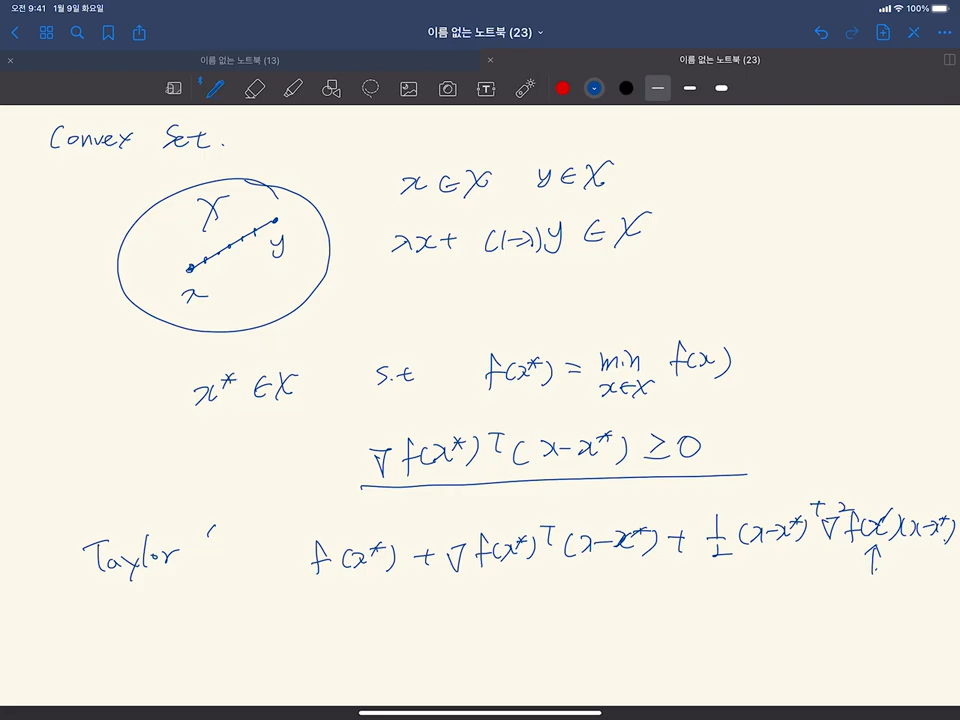 오전 9:41 1월 9일 화요일
100%
이름 없는 노트북 (23)
이름 없는 노트북 (13)
이름 없는 노트북 (23)
Convex Set.
x ∈ X y ∈ X
X
λx + (1-λ)y ∈ X
y
x
x* ∈ X s.t f(x*) = min f(x)
x∈X
∇f(x*)ᵀ(x-x*) ≥ 0
Taylor f(x*) + ∇f(x*)ᵀ(x-x*) + 1/2 (x-x*)ᵀ∇²f(x')(x-x*)
↑